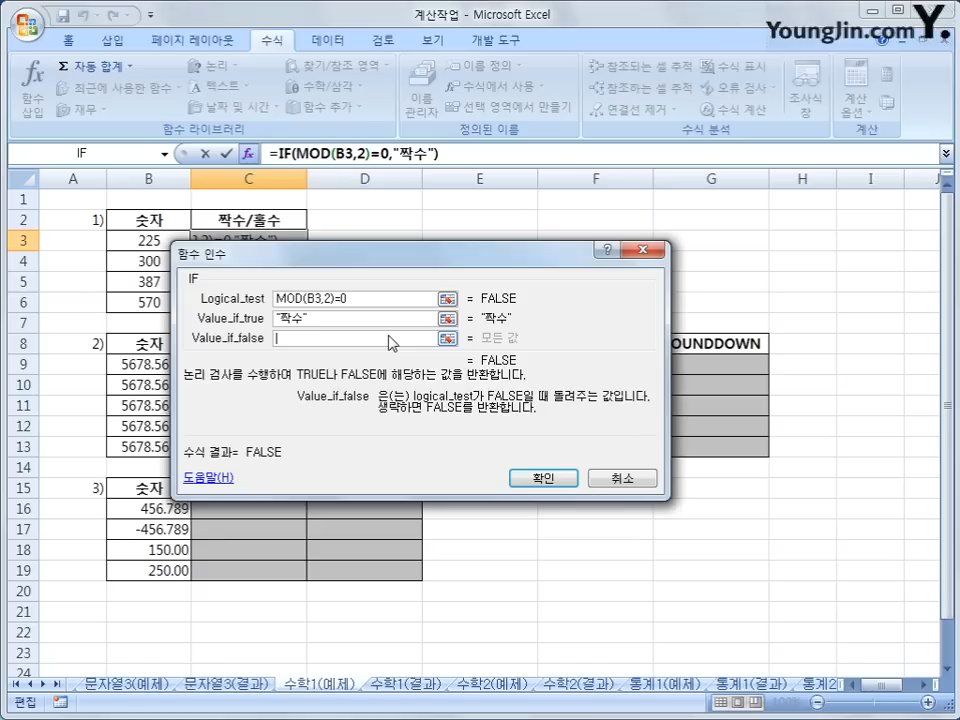 계산작업 - Microsoft Excel
YoungJin.com Y.
홈 삽입 페이지 레이아웃 수식 데이터 검토 보기 개발 도구
함수 삽입
Σ 자동 합계
최근에 사용한 함수
재무
논리
텍스트
날짜 및 시간
찾기/참조 영역
수학/삼각
함수 추가
함수 라이브러리
이름 관리자
이름 정의
수식에서 사용
선택 영역에서 만들기
정의된 이름
참조되는 셀 추적
참조하는 셀 추적
연결선 제거
수식 표시
오류 검사
수식 계산
조사식 창
수식 분석
계산 옵션
계산
IF fx =IF(MOD(B3,2)=0,"짝수")
A B C D E F G H I J
1
2 1) 숫자 짝수/홀수
3 225
4 300
5 387
6 570
7
8 2) 숫자 OUNDDOWN
9 5678.56
10 5678.56
11 5678.56
12 5678.56
13 5678.56
14
15 3) 숫자
16 456.789
17 -456.789
18 150.00
19 250.00
20
21
22
23
24
함수 인수
IF
Logical_test MOD(B3,2)=0 = FALSE
Value_if_true "짝수" = "짝수"
Value_if_false = 모든 값
= FALSE
논리 검사를 수행하여 TRUE나 FALSE에 해당하는 값을 반환합니다.
Value_if_false 은(는) logical_test가 FALSE일 때 돌려주는 값입니다.
생략하면 FALSE를 반환합니다.
수식 결과= FALSE
도움말(H)
확인 취소
문자열3(예제) 문자열3(결과) 수학1(예제) 수학1(결과) 수학2(예제) 수학2(결과) 통계1(예제) 통계1(결과) 통계2
편집 100%